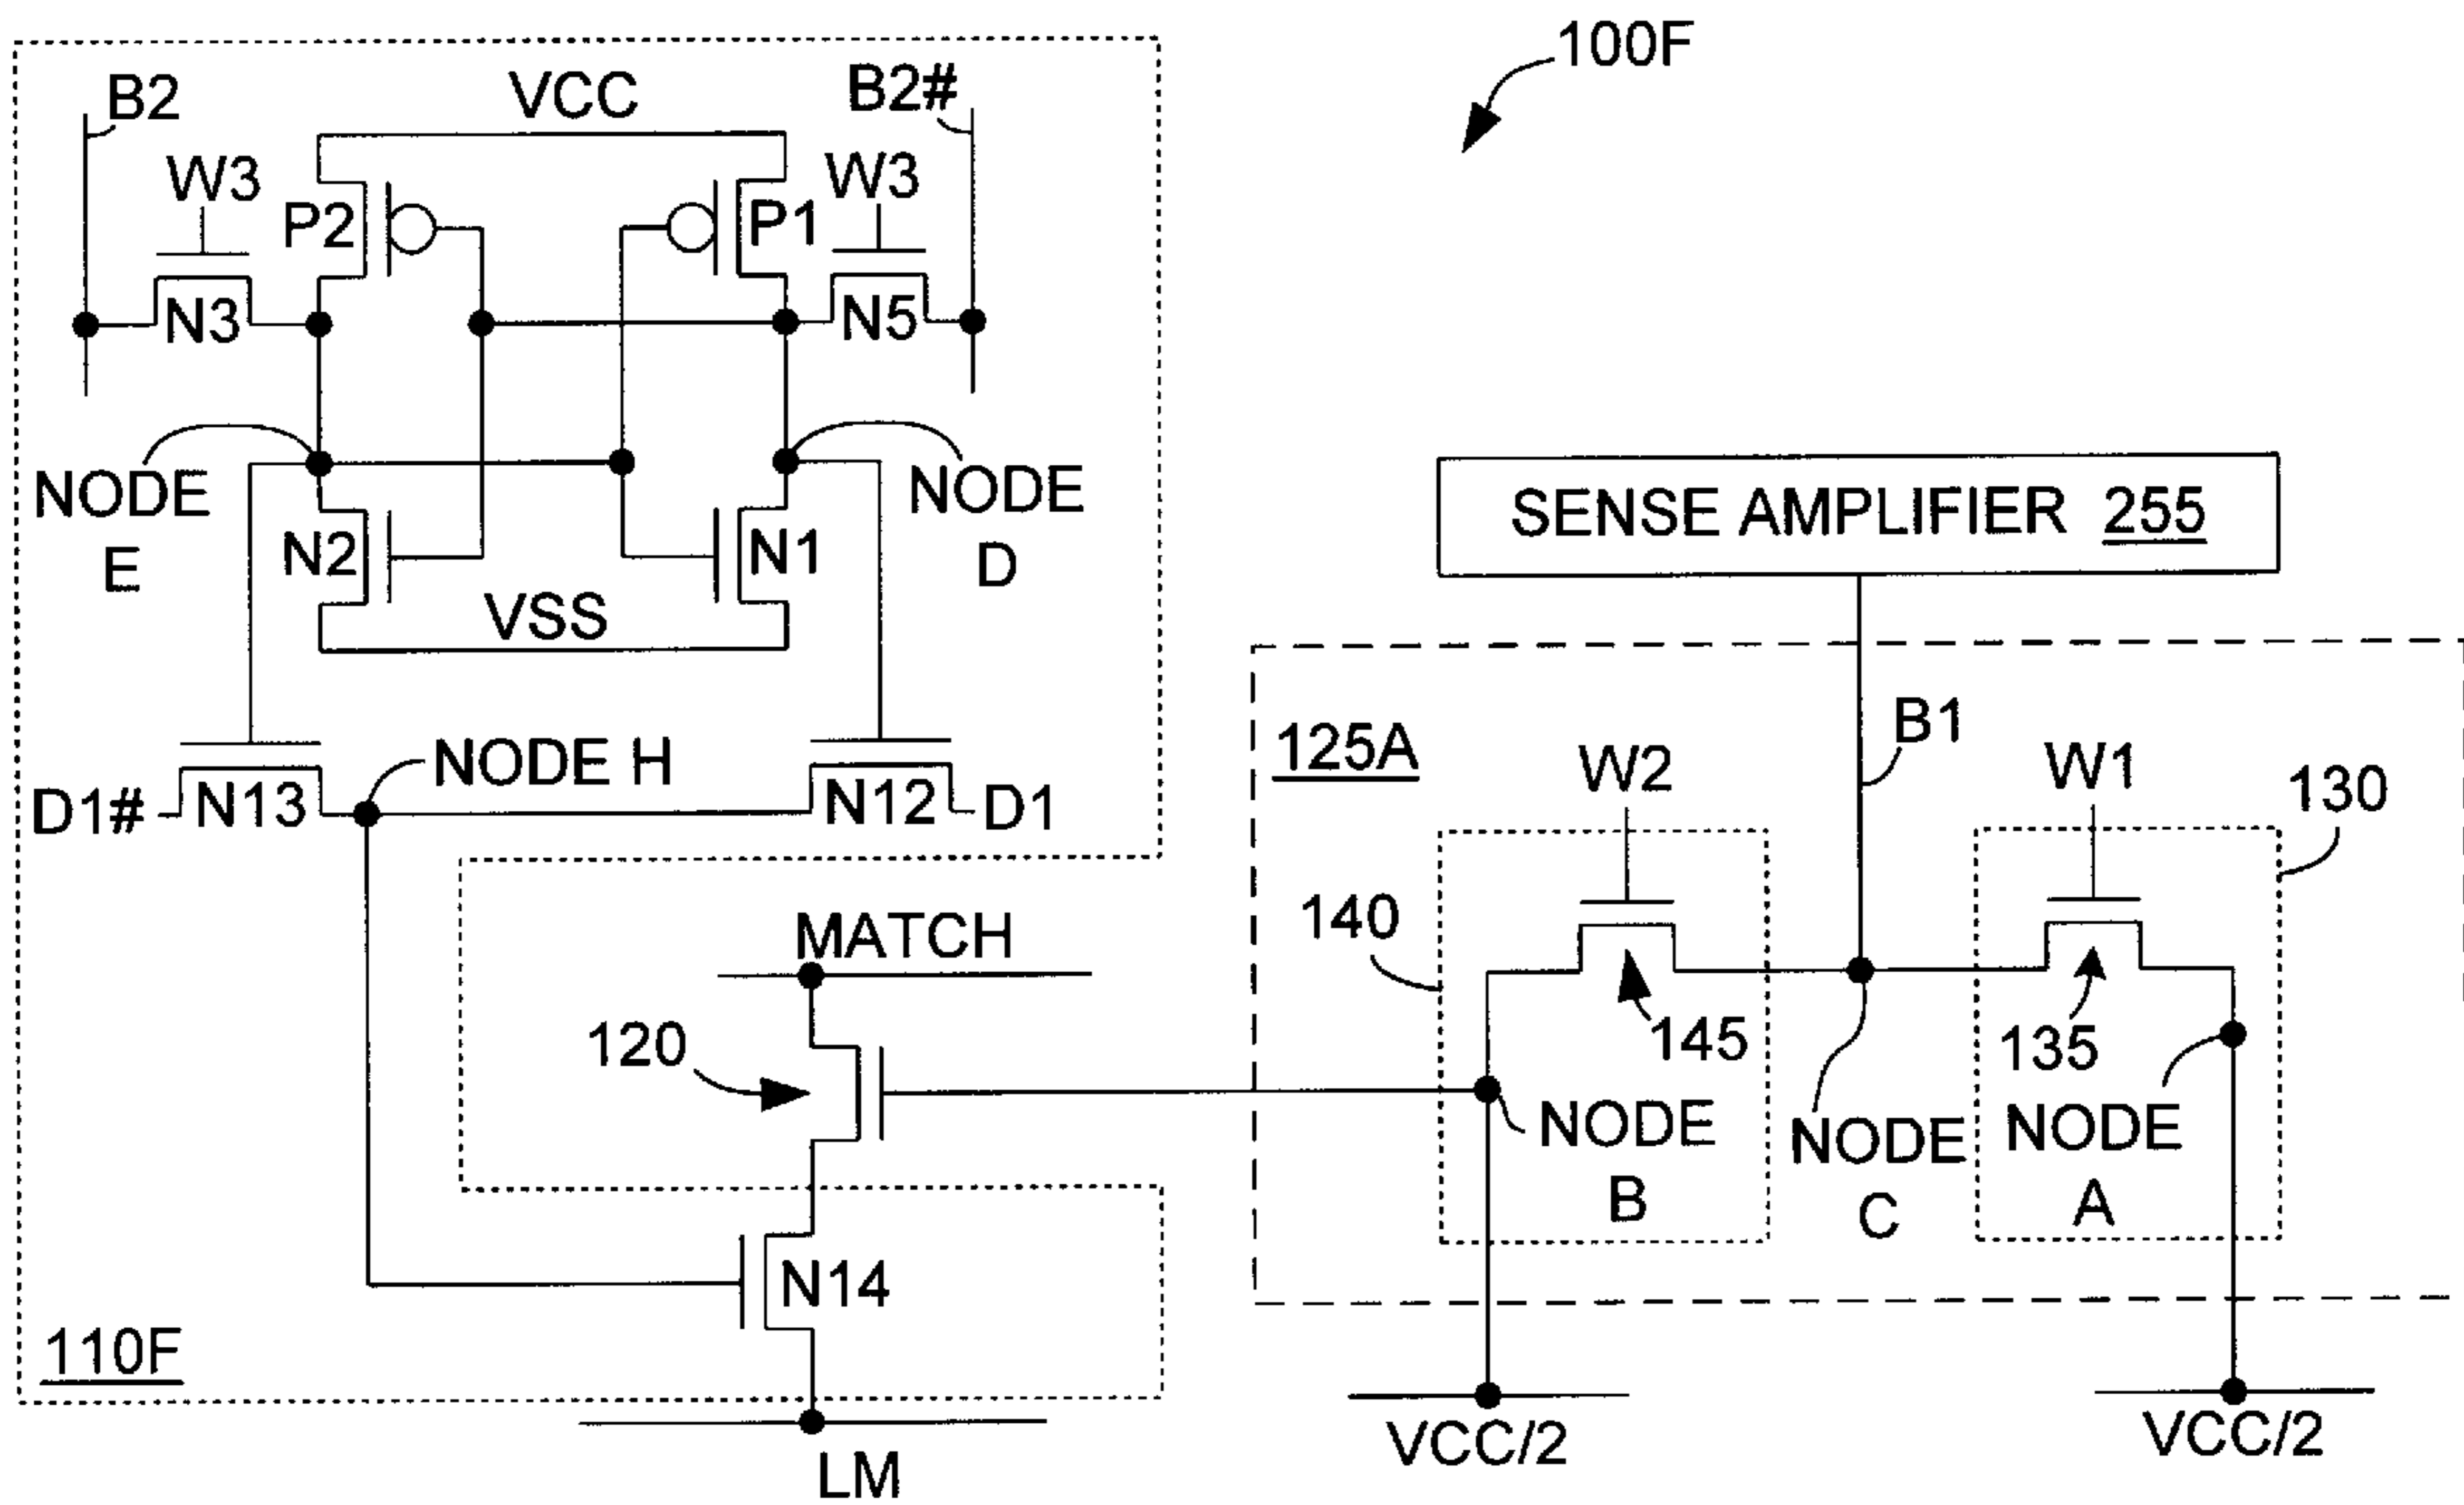 100F
B2
VCC
B2#
W3
W3
P2
P1
N3
N5
NODE
E
NODE
D
N2
N1
VSS
SENSE AMPLIFIER 255
125A
B1
W2
W1
130
D1#
N13
NODE H
N12
D1
140
MATCH
120
145
135
NODE
B
NODE
C
NODE
A
N14
110F
LM
VCC/2
VCC/2